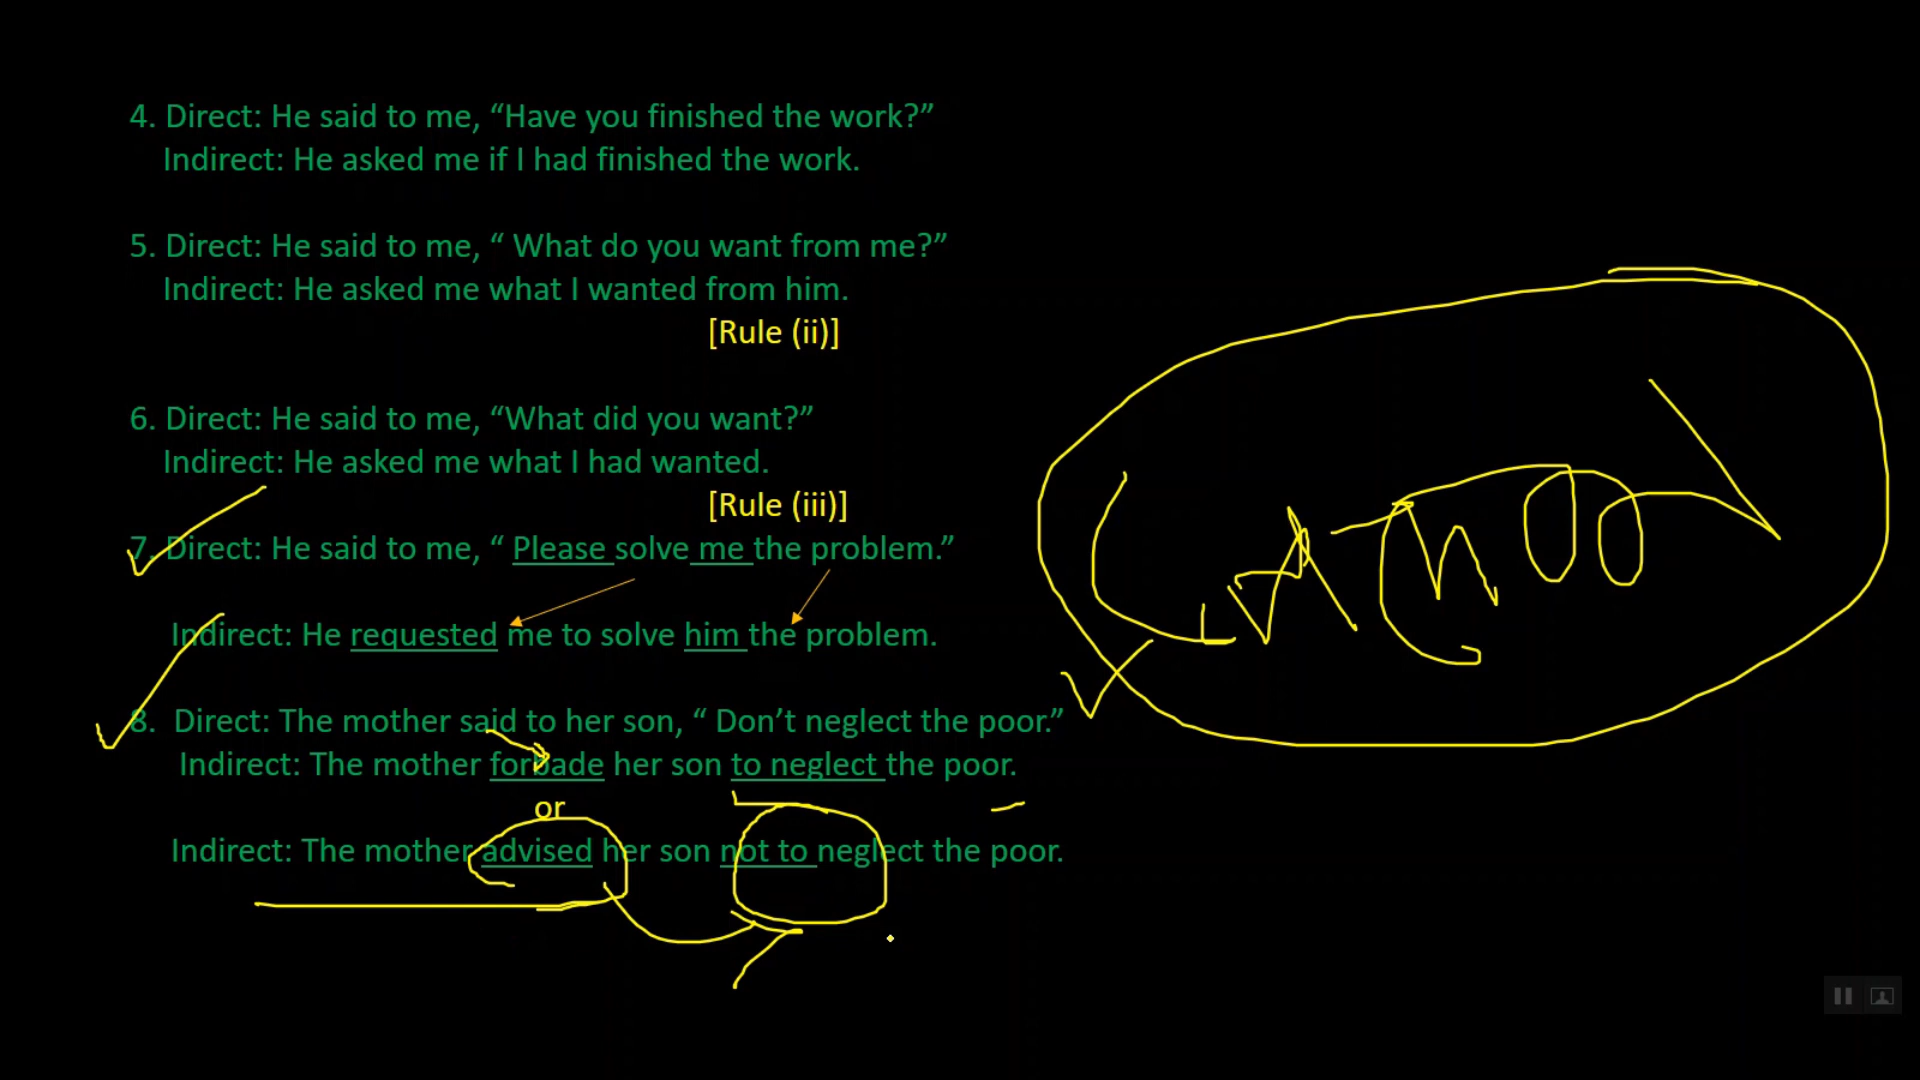 4. Direct: He said to me, “Have you finished the work?”
Indirect: He asked me if I had finished the work.
5. Direct: He said to me, “ What do you want from me?”
Indirect: He asked me what I wanted from him.
[Rule (ii)]
6. Direct: He said to me, “What did you want?”
Indirect: He asked me what I had wanted.
[Rule (iii)]
7. Direct: He said to me, “ Please solve me the problem.”
Indirect: He requested me to solve him the problem.
8. Direct: The mother said to her son, “ Don’t neglect the poor.”
Indirect: The mother forbade her son to neglect the poor.
or
Indirect: The mother advised her son not to neglect the poor.